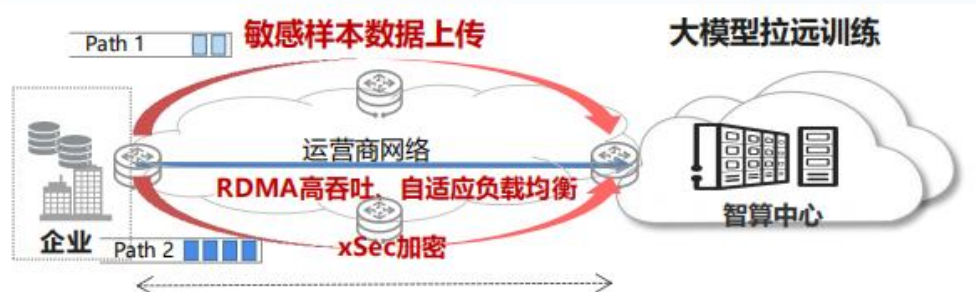 Path 1
敏感样本数据上传
大模型拉远训练
运营商网络
RDMA高吞吐、自适应负载均衡
智算中心
企业
Path 2
xSec加密